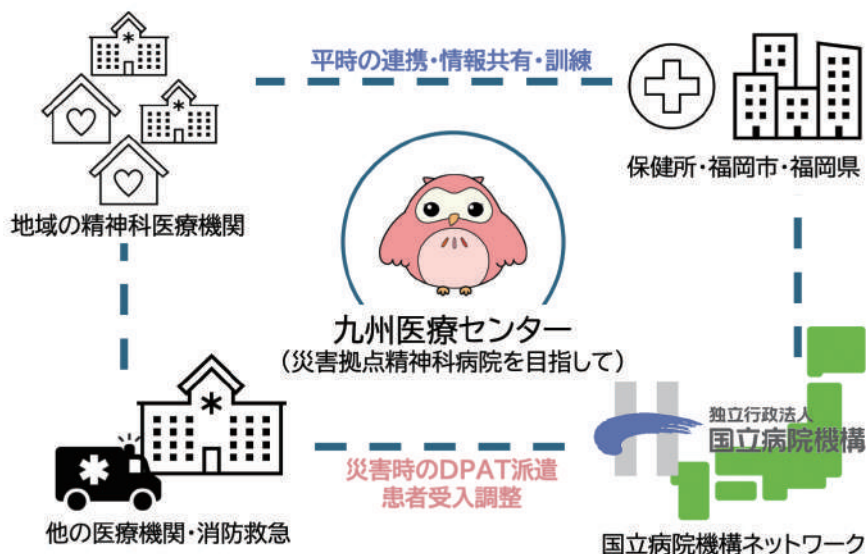 平時の連携・情報共有・訓練
保健所・福岡市・福岡県
地域の精神科医療機関
九州医療センター
（災害拠点精神科病院を目指して）
独立行政法人
国立病院機構
災害時のDPAT派遣
患者受入調整
他の医療機関・消防救急
国立病院機構ネットワーク